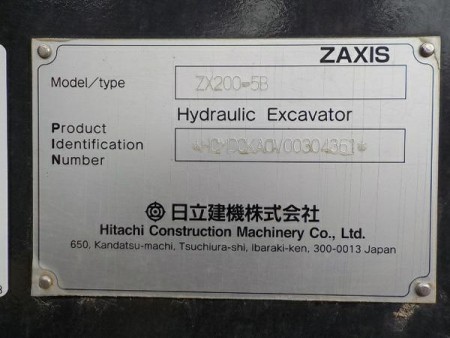 ZAXIS
Model/type ZX200-5B
Hydraulic Excavator
Product
Identification
Number
日立建機株式会社
Hitachi Construction Machinery Co., Ltd.
650, Kandatsu-machi, Tsuchiura-shi, Ibaraki-ken, 300-0013 Japan